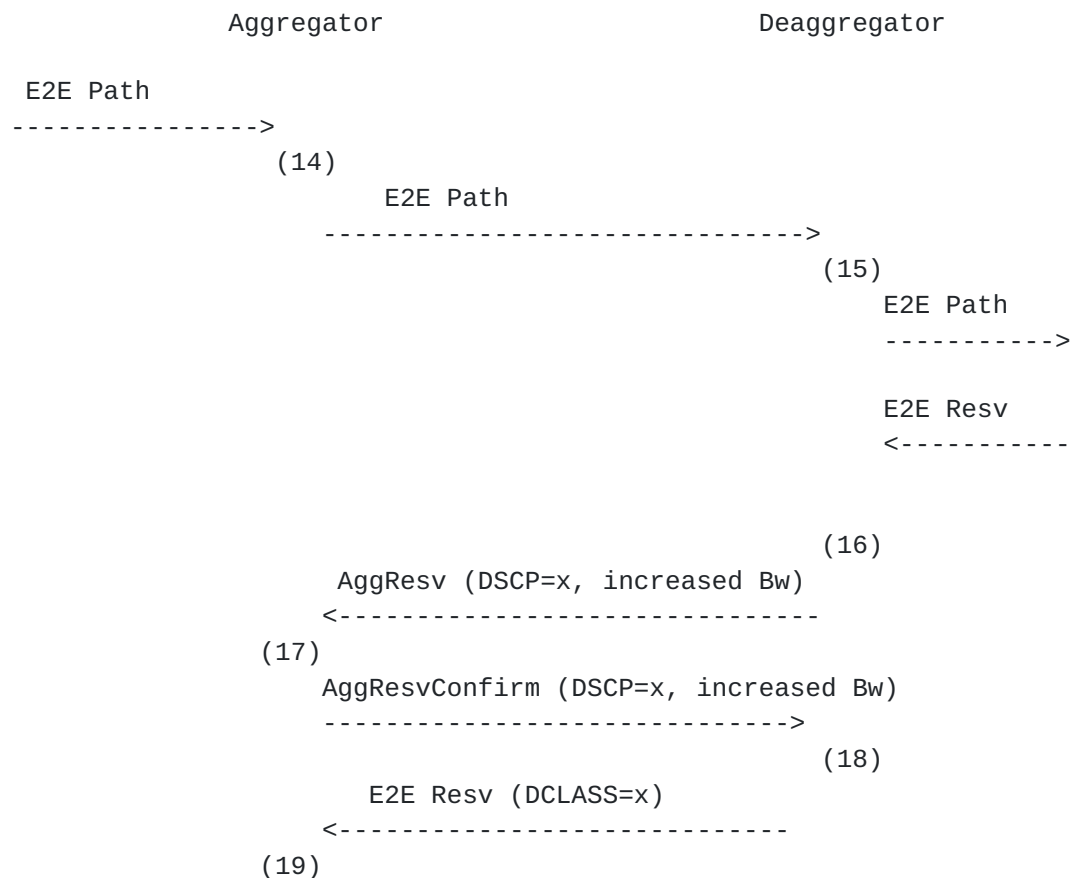 Aggregator                        Deaggregator
E2E Path
---------------->
(14)
E2E Path
------------------------------->
(15)
E2E Path
----------->
E2E Resv
<-----------
(16)
AggResv (DSCP=x, increased Bw)
<-------------------------------
(17)
AggResvConfirm (DSCP=x, increased Bw)
------------------------------>
(18)
E2E Resv (DCLASS=x)
<-----------------------------
(19)